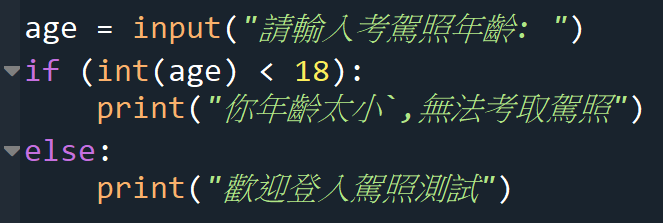 age = input("請輸入考駕照年齡: ")
if (int(age) < 18):
    print("你年齡太小`,無法考取駕照")
else:
    print("歡迎登入駕照測試")